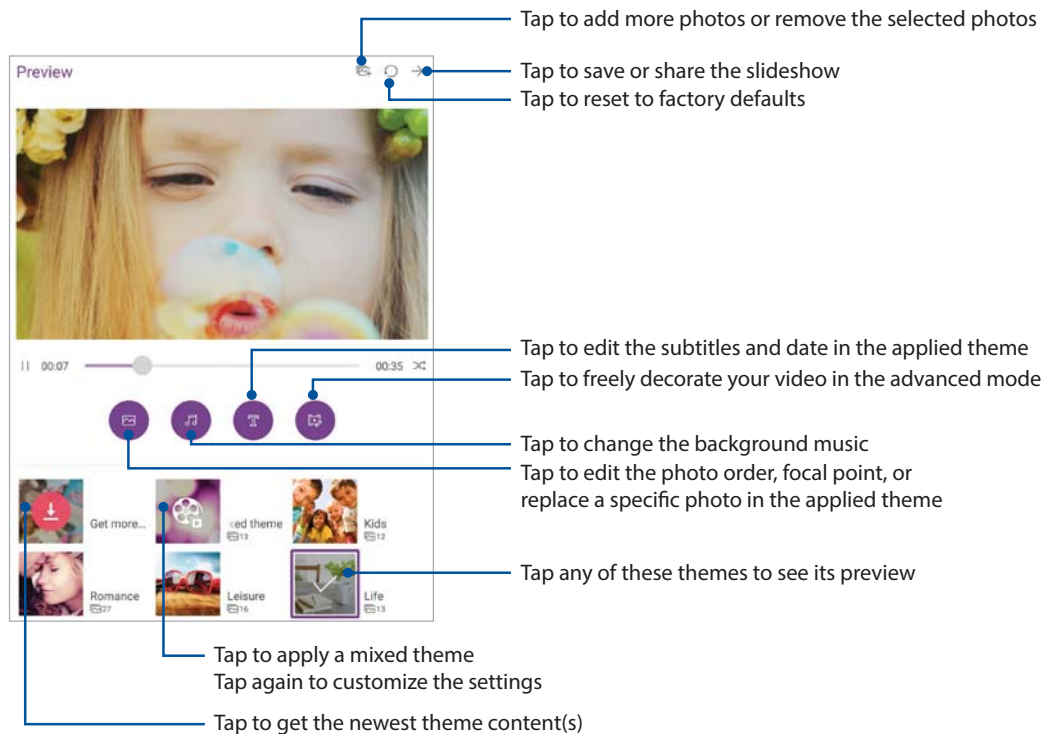 Tap to add more photos or remove the selected photos
Preview
Tap to save or share the slideshow
Tap to reset to factory defaults
00:07
00:35
Tap to edit the subtitles and date in the applied theme
Tap to freely decorate your video in the advanced mode
T
Tap to change the background music
Tap to edit the photo order, focal point, or
replace a specific photo in the applied theme
Get more...
xed theme
13
Kids
12
Romance
27
Leisure
16
Life
13
Tap any of these themes to see its preview
Tap to apply a mixed theme
Tap again to customize the settings
Tap to get the newest theme content(s)